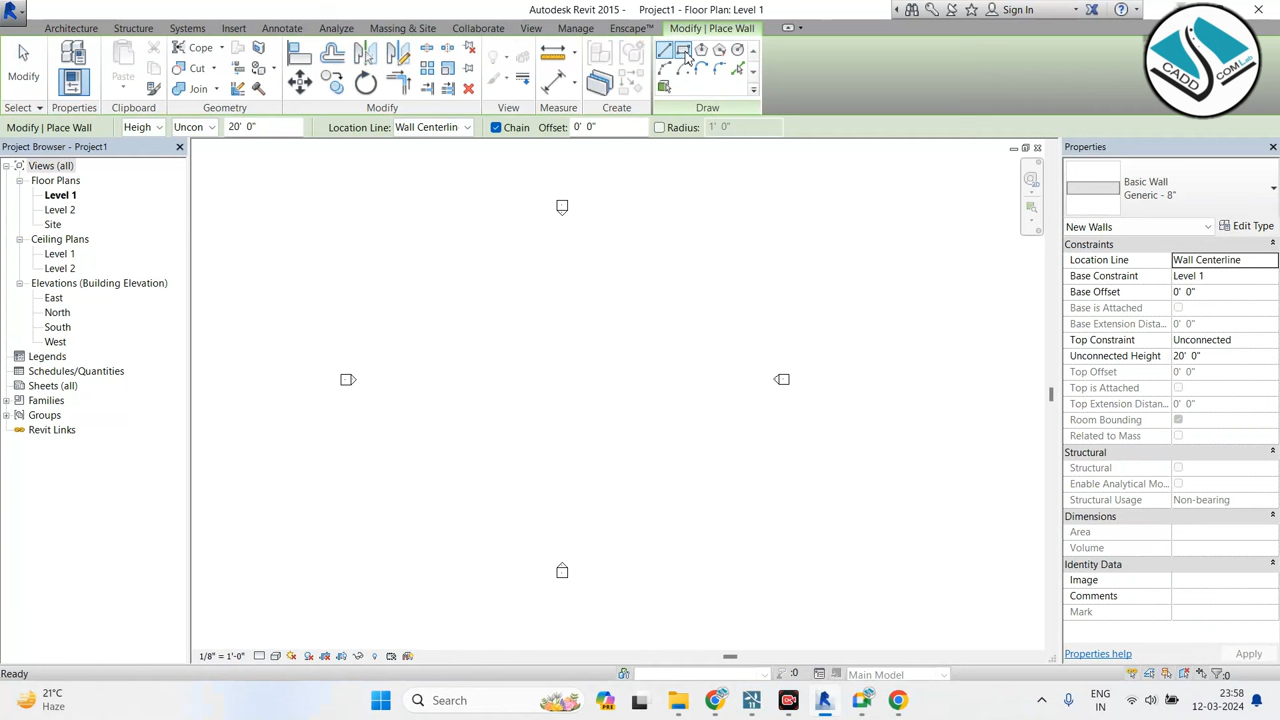 Autodesk Revit 2015 - Project1 - Floor Plan: Level 1
Sign In
Architecture Structure Systems Insert Annotate Analyze Massing & Site Collaborate View Manage Enscape™ Modify | Place Wall
Modify
Cope
Cut
Join
Paste
Properties
Select Properties Clipboard Geometry Modify View Measure Create Draw
CADD
COM Lab
Modify | Place Wall Heigh Uncon 20' 0" Location Line: Wall Centerlin Chain Offset: 0' 0" Radius: 1' 0"
Project Browser - Project1
Views (all)
Floor Plans
Level 1
Level 2
Site
Ceiling Plans
Level 1
Level 2
Elevations (Building Elevation)
East
North
South
West
Legends
Schedules/Quantities
Sheets (all)
Families
Groups
Revit Links
Properties
Basic Wall
Generic - 8"
New Walls Edit Type
Constraints
Location Line Wall Centerline
Base Constraint Level 1
Base Offset 0' 0"
Base is Attached
Base Extension Dista... 0' 0"
Top Constraint Unconnected
Unconnected Height 20' 0"
Top Offset 0' 0"
Top is Attached
Top Extension Distan... 0' 0"
Room Bounding
Related to Mass
Structural
Structural
Enable Analytical Mo...
Structural Usage Non-bearing
Dimensions
Area
Volume
Identity Data
Image
Comments
Mark
Properties help Apply
1/8" = 1'-0"
Ready :0 Main Model :0
21°C
Haze
Search
PRE
ENG
IN
23:58
12-03-2024